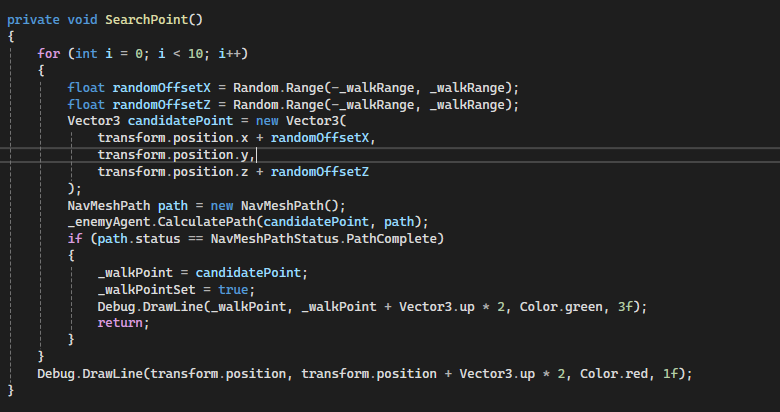 private void SearchPoint()
{
for (int i = 0; i < 10; i++)
{
float randomOffsetX = Random.Range(-_walkRange, _walkRange);
float randomOffsetZ = Random.Range(-_walkRange, _walkRange);
Vector3 candidatePoint = new Vector3(
transform.position.x + randomOffsetX,
transform.position.y,
transform.position.z + randomOffsetZ
);
NavMeshPath path = new NavMeshPath();
_enemyAgent.CalculatePath(candidatePoint, path);
if (path.status == NavMeshPathStatus.PathComplete)
{
_walkPoint = candidatePoint;
_walkPointSet = true;
Debug.DrawLine(_walkPoint, _walkPoint + Vector3.up * 2, Color.green, 3f);
return;
}
}
Debug.DrawLine(transform.position, transform.position + Vector3.up * 2, Color.red, 1f);
}